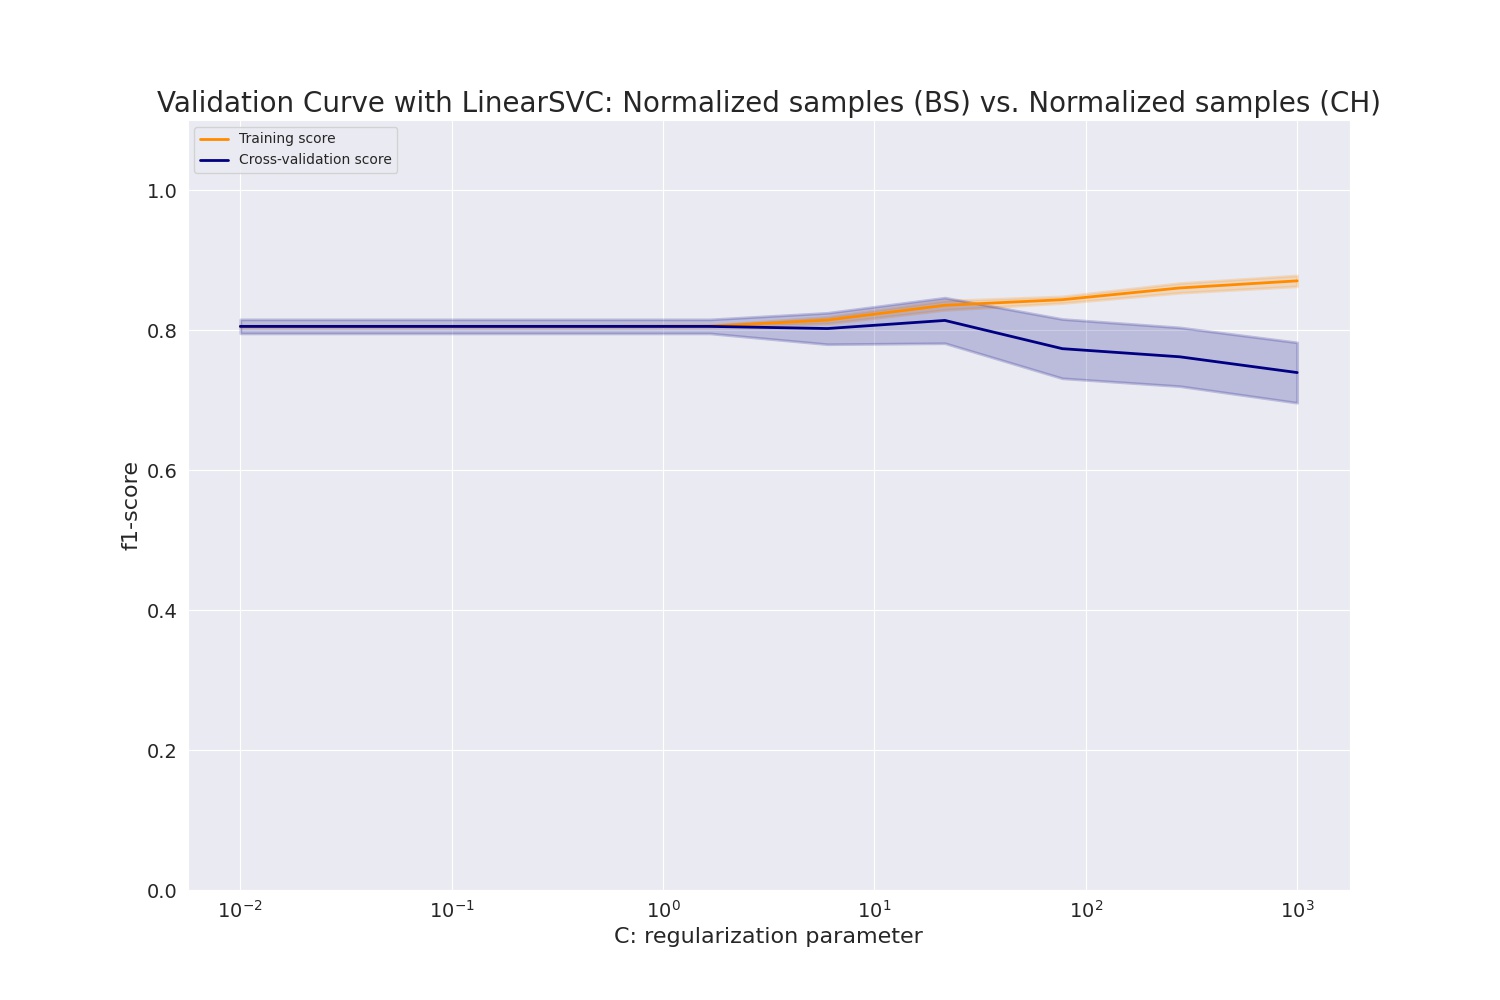 Validation Curve with LinearSVC: Normalized samples (BS) vs. Normalized samples (CH)
Training score
Cross-validation score
1.0
0.8
0.6
0.4
0.2
0.0
f1-score
10⁻² 10⁻¹ 10⁰ 10¹ 10² 10³
C: regularization parameter